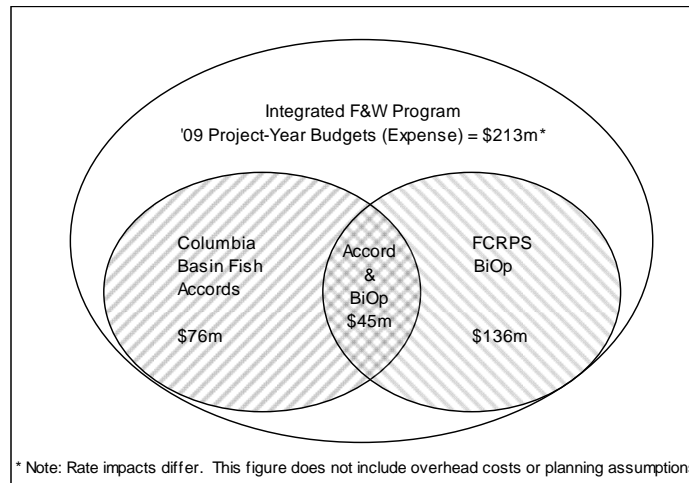 Integrated F&W Program
'09 Project-Year Budgets (Expense) = $213m*
Columbia
Basin Fish
Accords
$76m
Accord
&
BiOp
$45m
FCRPS
BiOp
$136m
* Note: Rate impacts differ. This figure does not include overhead costs or planning assumptions